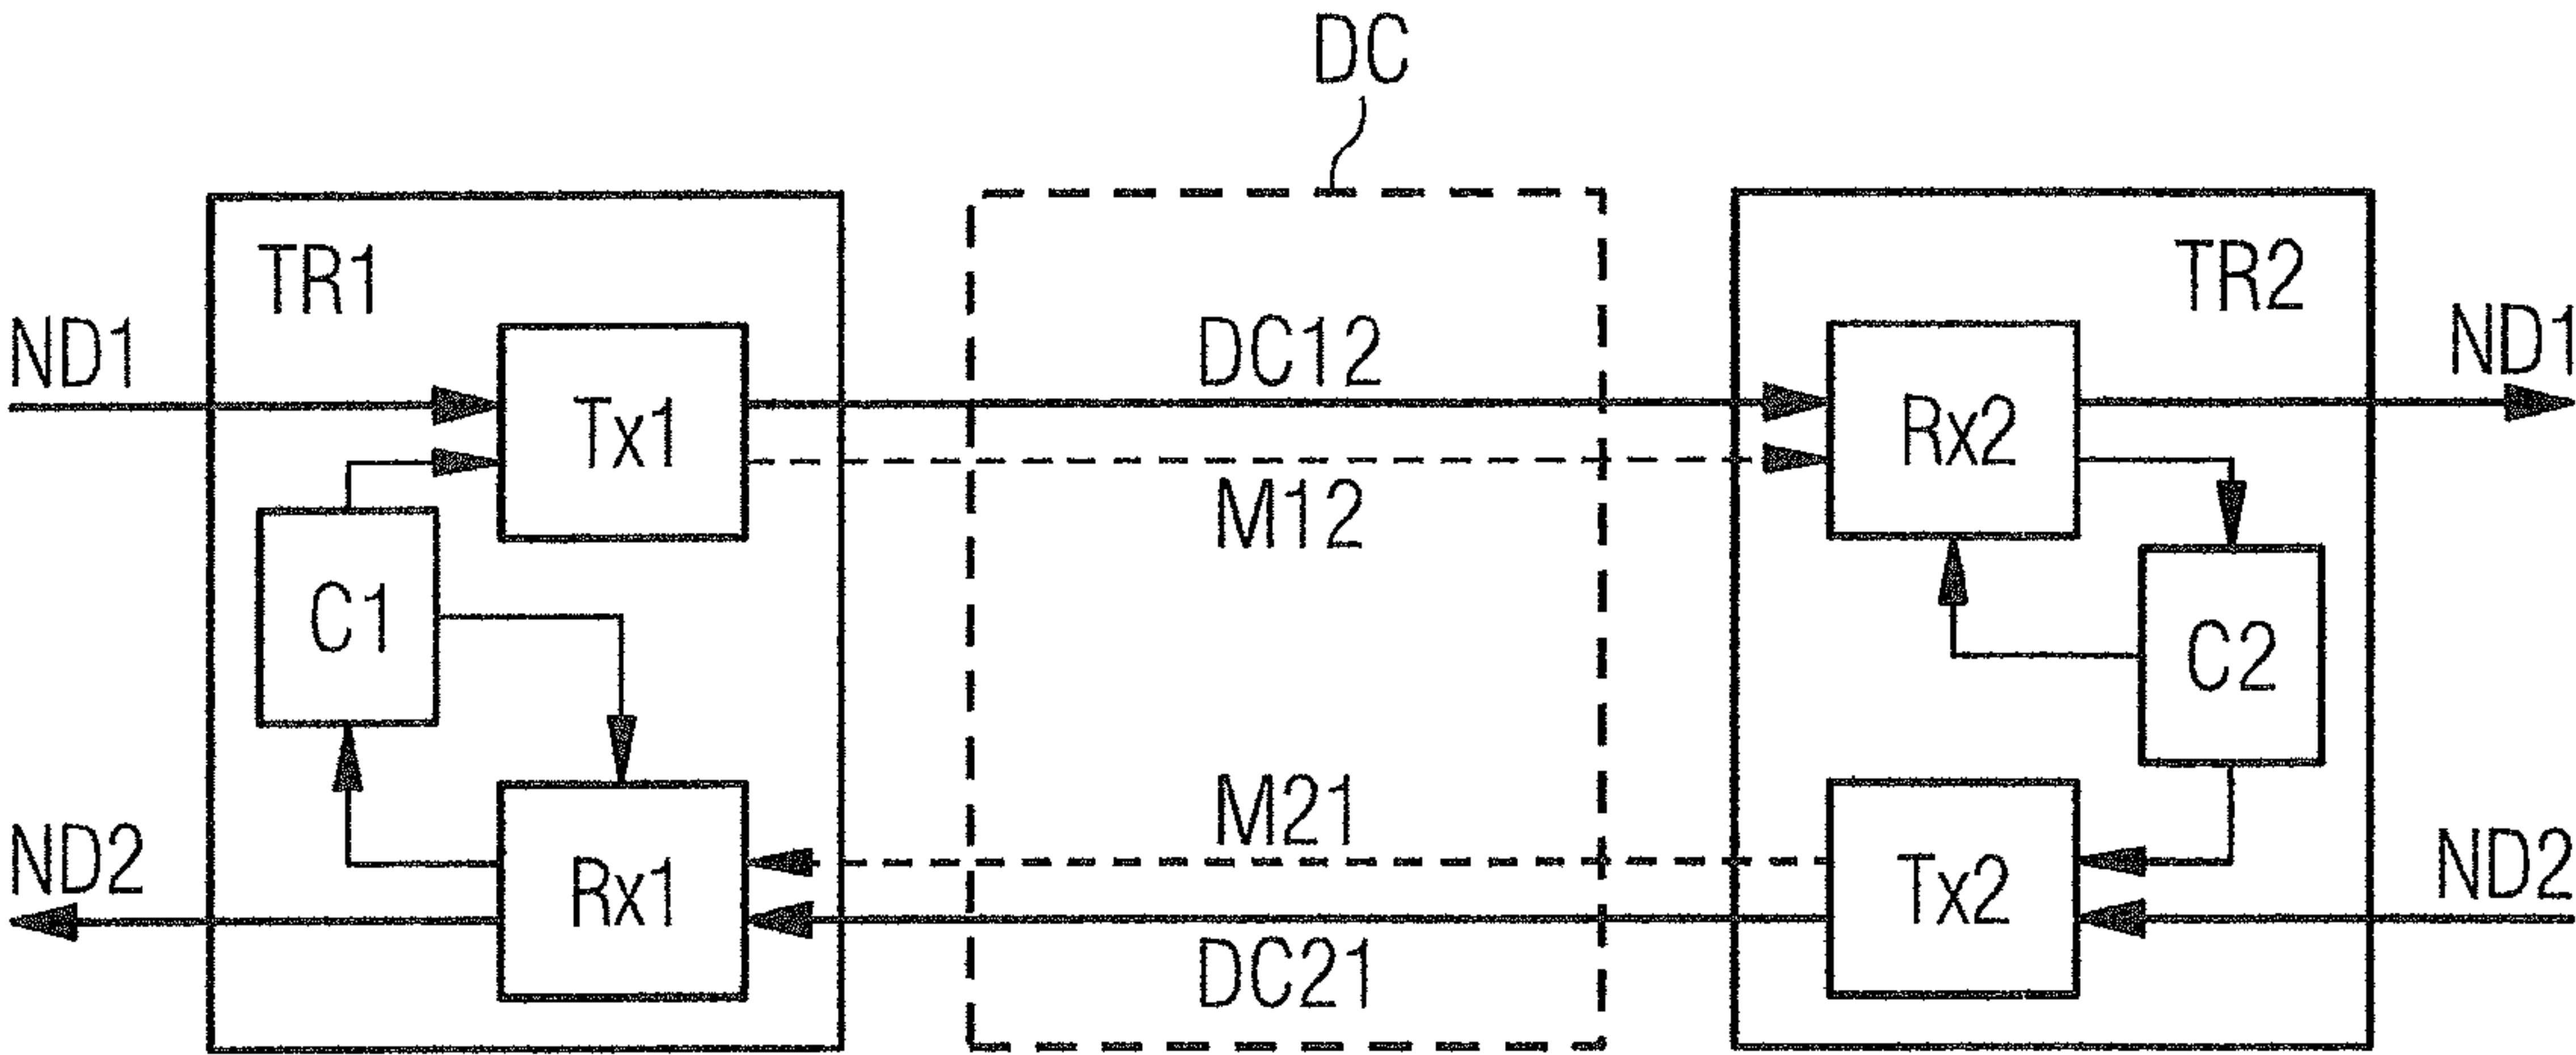 DC
TR1
TR2
ND1
DC12
ND1
Tx1
Rx2
M12
C1
C2
M21
ND2
Rx1
Tx2
ND2
DC21